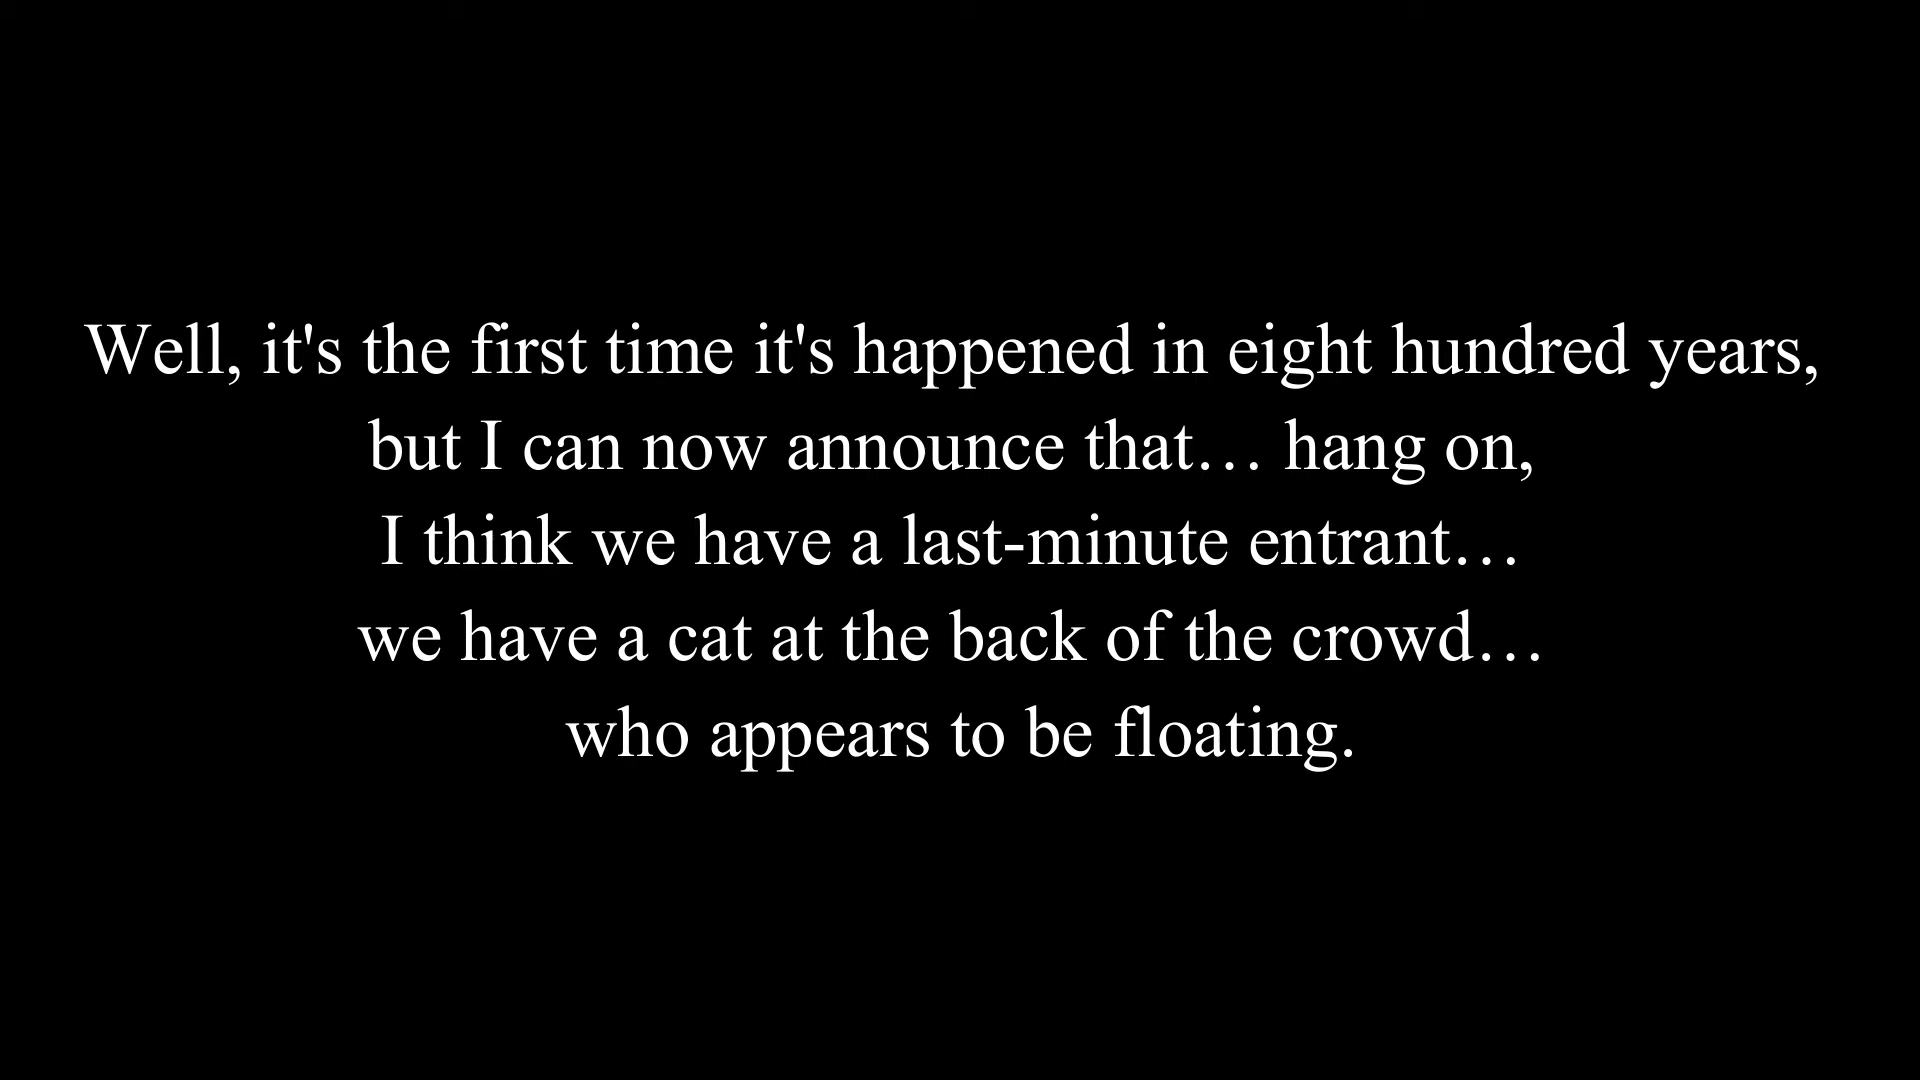 Well, it's the first time it's happened in eight hundred years,
but I can now announce that… hang on,
I think we have a last-minute entrant…
we have a cat at the back of the crowd…
who appears to be floating.